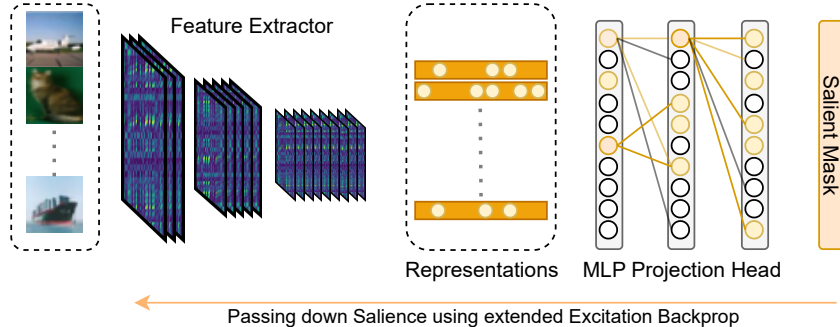 Feature Extractor
Salient Mask
Representations
MLP Projection Head
Passing down Salience using extended Excitation Backprop